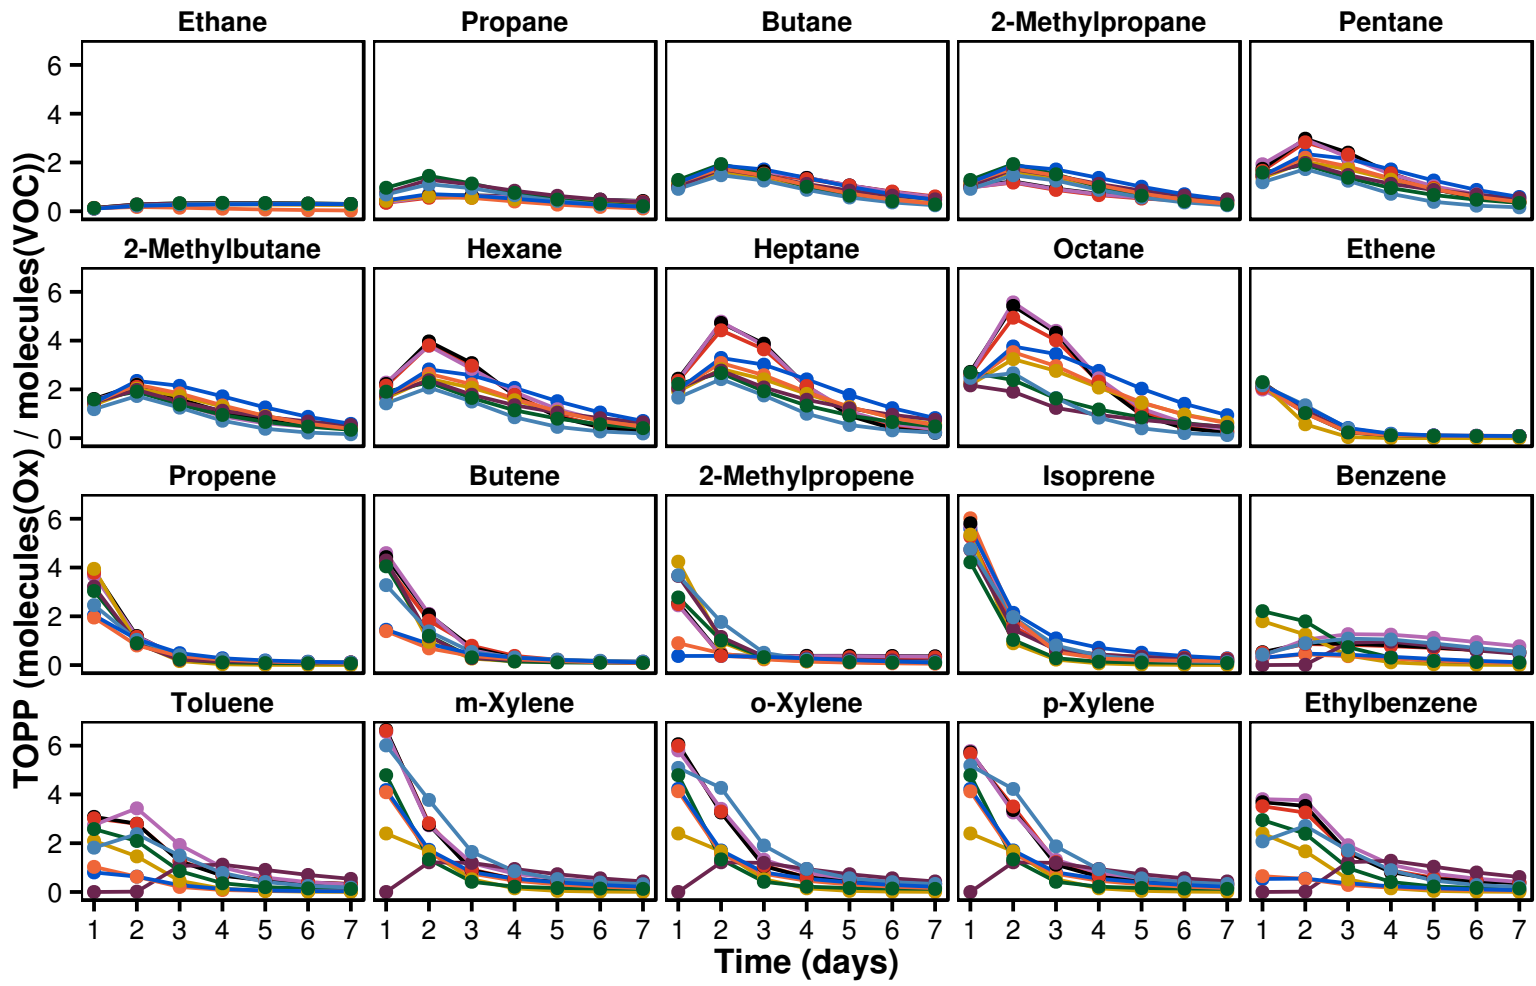 Ethane Propane Butane 2-Methylpropane Pentane
6
4
2
0
2-Methylbutane Hexane Heptane Octane Ethene
6
4
2
0
Propene Butene 2-Methylpropene Isoprene Benzene
6
4
2
0
Toluene m-Xylene o-Xylene p-Xylene Ethylbenzene
6
4
2
0
1 2 3 4 5 6 7 1 2 3 4 5 6 7 1 2 3 4 5 6 7 1 2 3 4 5 6 7 1 2 3 4 5 6 7
Time (days)
TOPP (molecules(Ox) / molecules(VOC))